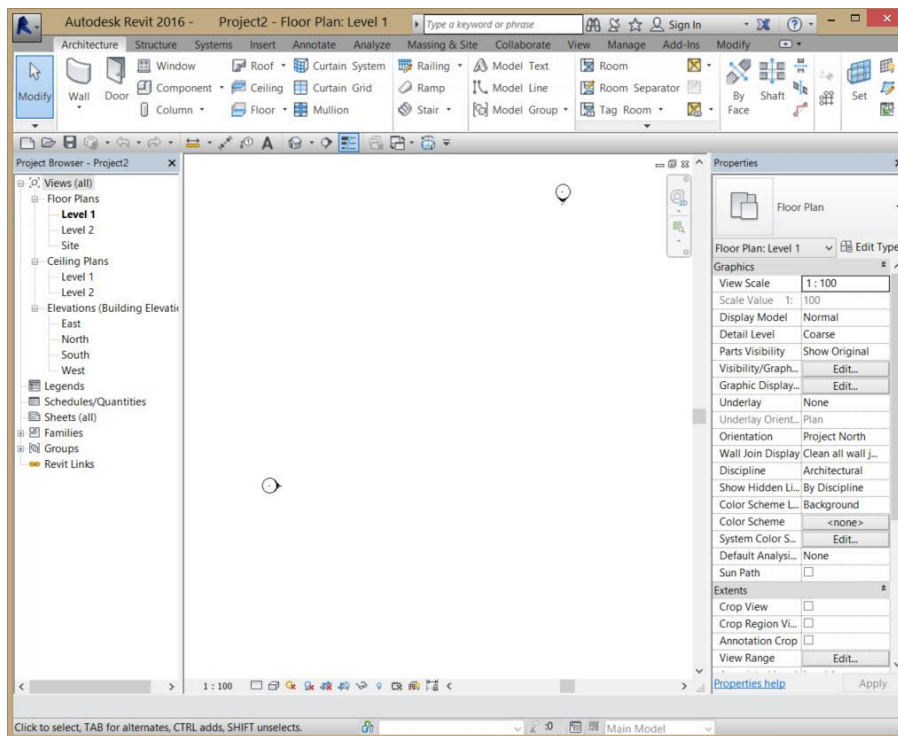 Autodesk Revit 2016 - Project2 - Floor Plan: Level 1 Type a keyword or phrase Sign In
Architecture Structure Systems Insert Annotate Analyze Massing & Site Collaborate View Manage Add-Ins Modify
Modify
Wall
Door
Window
Component
Column
Roof
Ceiling
Floor
Curtain System
Curtain Grid
Mullion
Railing
Ramp
Stair
Model Text
Model Line
Model Group
Room
Room Separator
Tag Room
By Face
Shaft
Set
Project Browser - Project2
Views (all)
Floor Plans
Level 1
Level 2
Site
Ceiling Plans
Level 1
Level 2
Elevations (Building Elevatic
East
North
South
West
Legends
Schedules/Quantities
Sheets (all)
Families
Groups
Revit Links
1 : 100
Properties
Floor Plan
Floor Plan: Level 1 Edit Type
Graphics
View Scale 1 : 100
Scale Value 1: 100
Display Model Normal
Detail Level Coarse
Parts Visibility Show Original
Visibility/Graph... Edit...
Graphic Display... Edit...
Underlay None
Underlay Orient... Plan
Orientation Project North
Wall Join Display Clean all wall j...
Discipline Architectural
Show Hidden Li... By Discipline
Color Scheme L... Background
Color Scheme <none>
System Color S... Edit...
Default Analysi... None
Sun Path
Extents
Crop View
Crop Region Vi...
Annotation Crop
View Range Edit...
Properties help Apply
Click to select, TAB for alternates, CTRL adds, SHIFT unselects. :0 Main Model